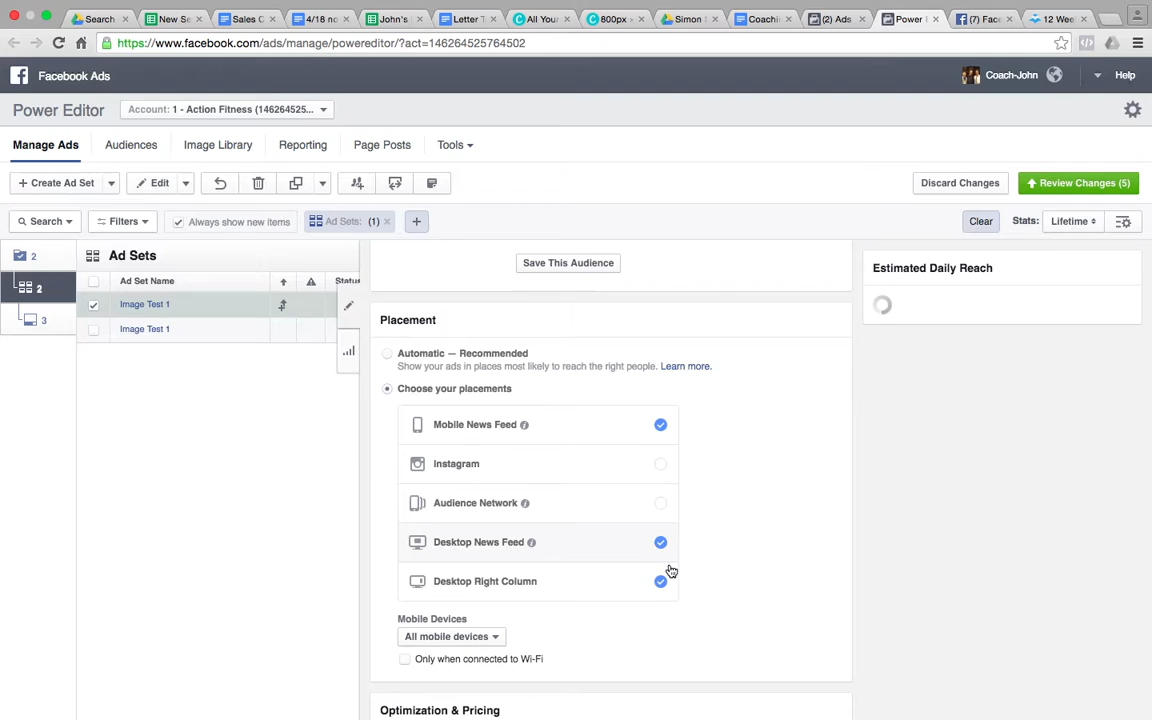 Search
New Se
Sales C
4/18 no
John's
Letter T
All Your
600px
Simon
Coachin
(2) Ads
Power E
(7) Face
12 Wee
https://www.facebook.com/ads/manage/powereditor/?act=146264525764502
Facebook Ads
Coach-John
Help
Power Editor
Account: 1 - Action Fitness (146264525...
Manage Ads
Audiences
Image Library
Reporting
Page Posts
Tools
+ Create Ad Set
Edit
Discard Changes
Review Changes (5)
Search
Filters
Always show new items
Ad Sets: (1)
Clear
Stats:
Lifetime
2
Ad Sets
Save This Audience
Estimated Daily Reach
2
Ad Set Name
Status
Image Test 1
3
Image Test 1
Placement
Automatic — Recommended
Show your ads in places most likely to reach the right people. Learn more.
Choose your placements
Mobile News Feed
Instagram
Audience Network
Desktop News Feed
Desktop Right Column
Mobile Devices
All mobile devices
Only when connected to Wi-Fi
Optimization & Pricing